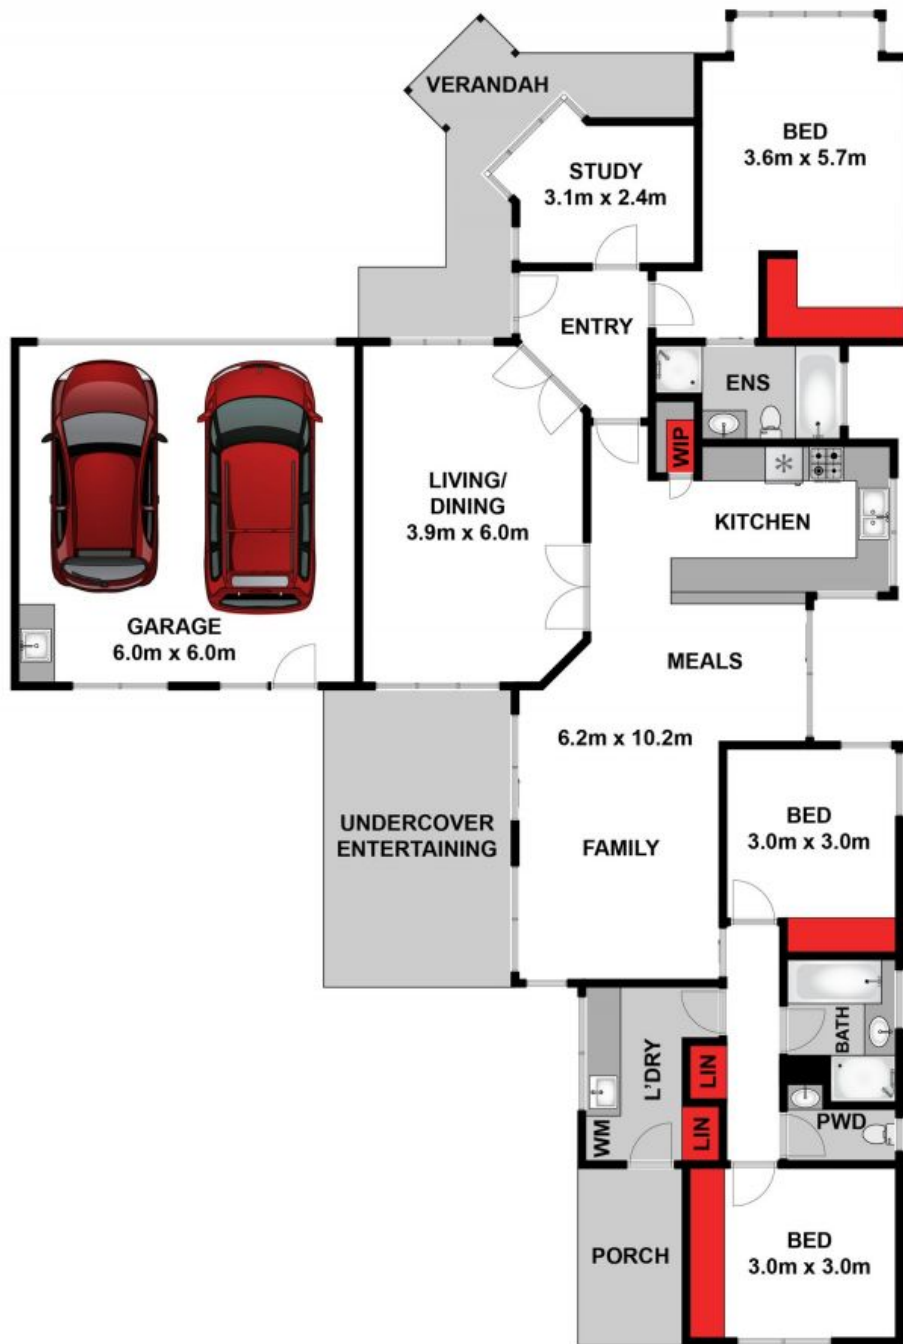 VERANDAH
BED
3.6m x 5.7m
STUDY
3.1m x 2.4m
ENTRY
ENS
WIP
LIVING/
DINING
3.9m x 6.0m
KITCHEN
GARAGE
6.0m x 6.0m
MEALS
6.2m x 10.2m
UNDERCOVER
ENTERTAINING
FAMILY
BED
3.0m x 3.0m
BATH
L'DRY
LIN
LIN
WM
PWD
PORCH
BED
3.0m x 3.0m